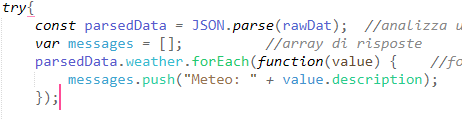 try{
const parsedData = JSON.parse(rawDat); //analizza
var messages = []; //array di risposte
parsedData.weather.forEach(function(value) {
messages.push("Meteo: " + value.description);
});